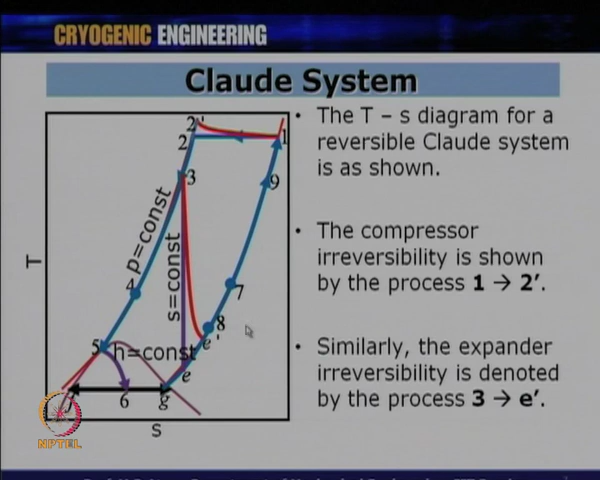 CRYOGENIC ENGINEERING
Claude System
• The T – s diagram for a
reversible Claude system
is as shown.
• The compressor
irreversibility is shown
by the process 1 → 2'.
• Similarly, the expander
irreversibility is denoted
by the process 3 → e'.
2'
2
1
3
9
p=const
s=const
T
4
7
8
e'
5
h=const
e
f
6
g
s
NPTEL